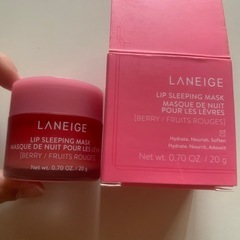 LANEIGE
LIP SLEEPING MASK
MASQUE DE NUIT
POUR LES LÈVRES
[BERRY / FRUITS ROUGES]
Hydrate, Nourish, Soften
Hydrate, Nourrit, Adoucit
Net wt. 0.70 OZ. / 20 g
LANEIGE
LIP SLEEPING MASK
MASQUE DE NUIT POUR LES LÈVRES
[BERRY / FRUITS ROUGES]
Net wt. 0.70 OZ. / 20 g